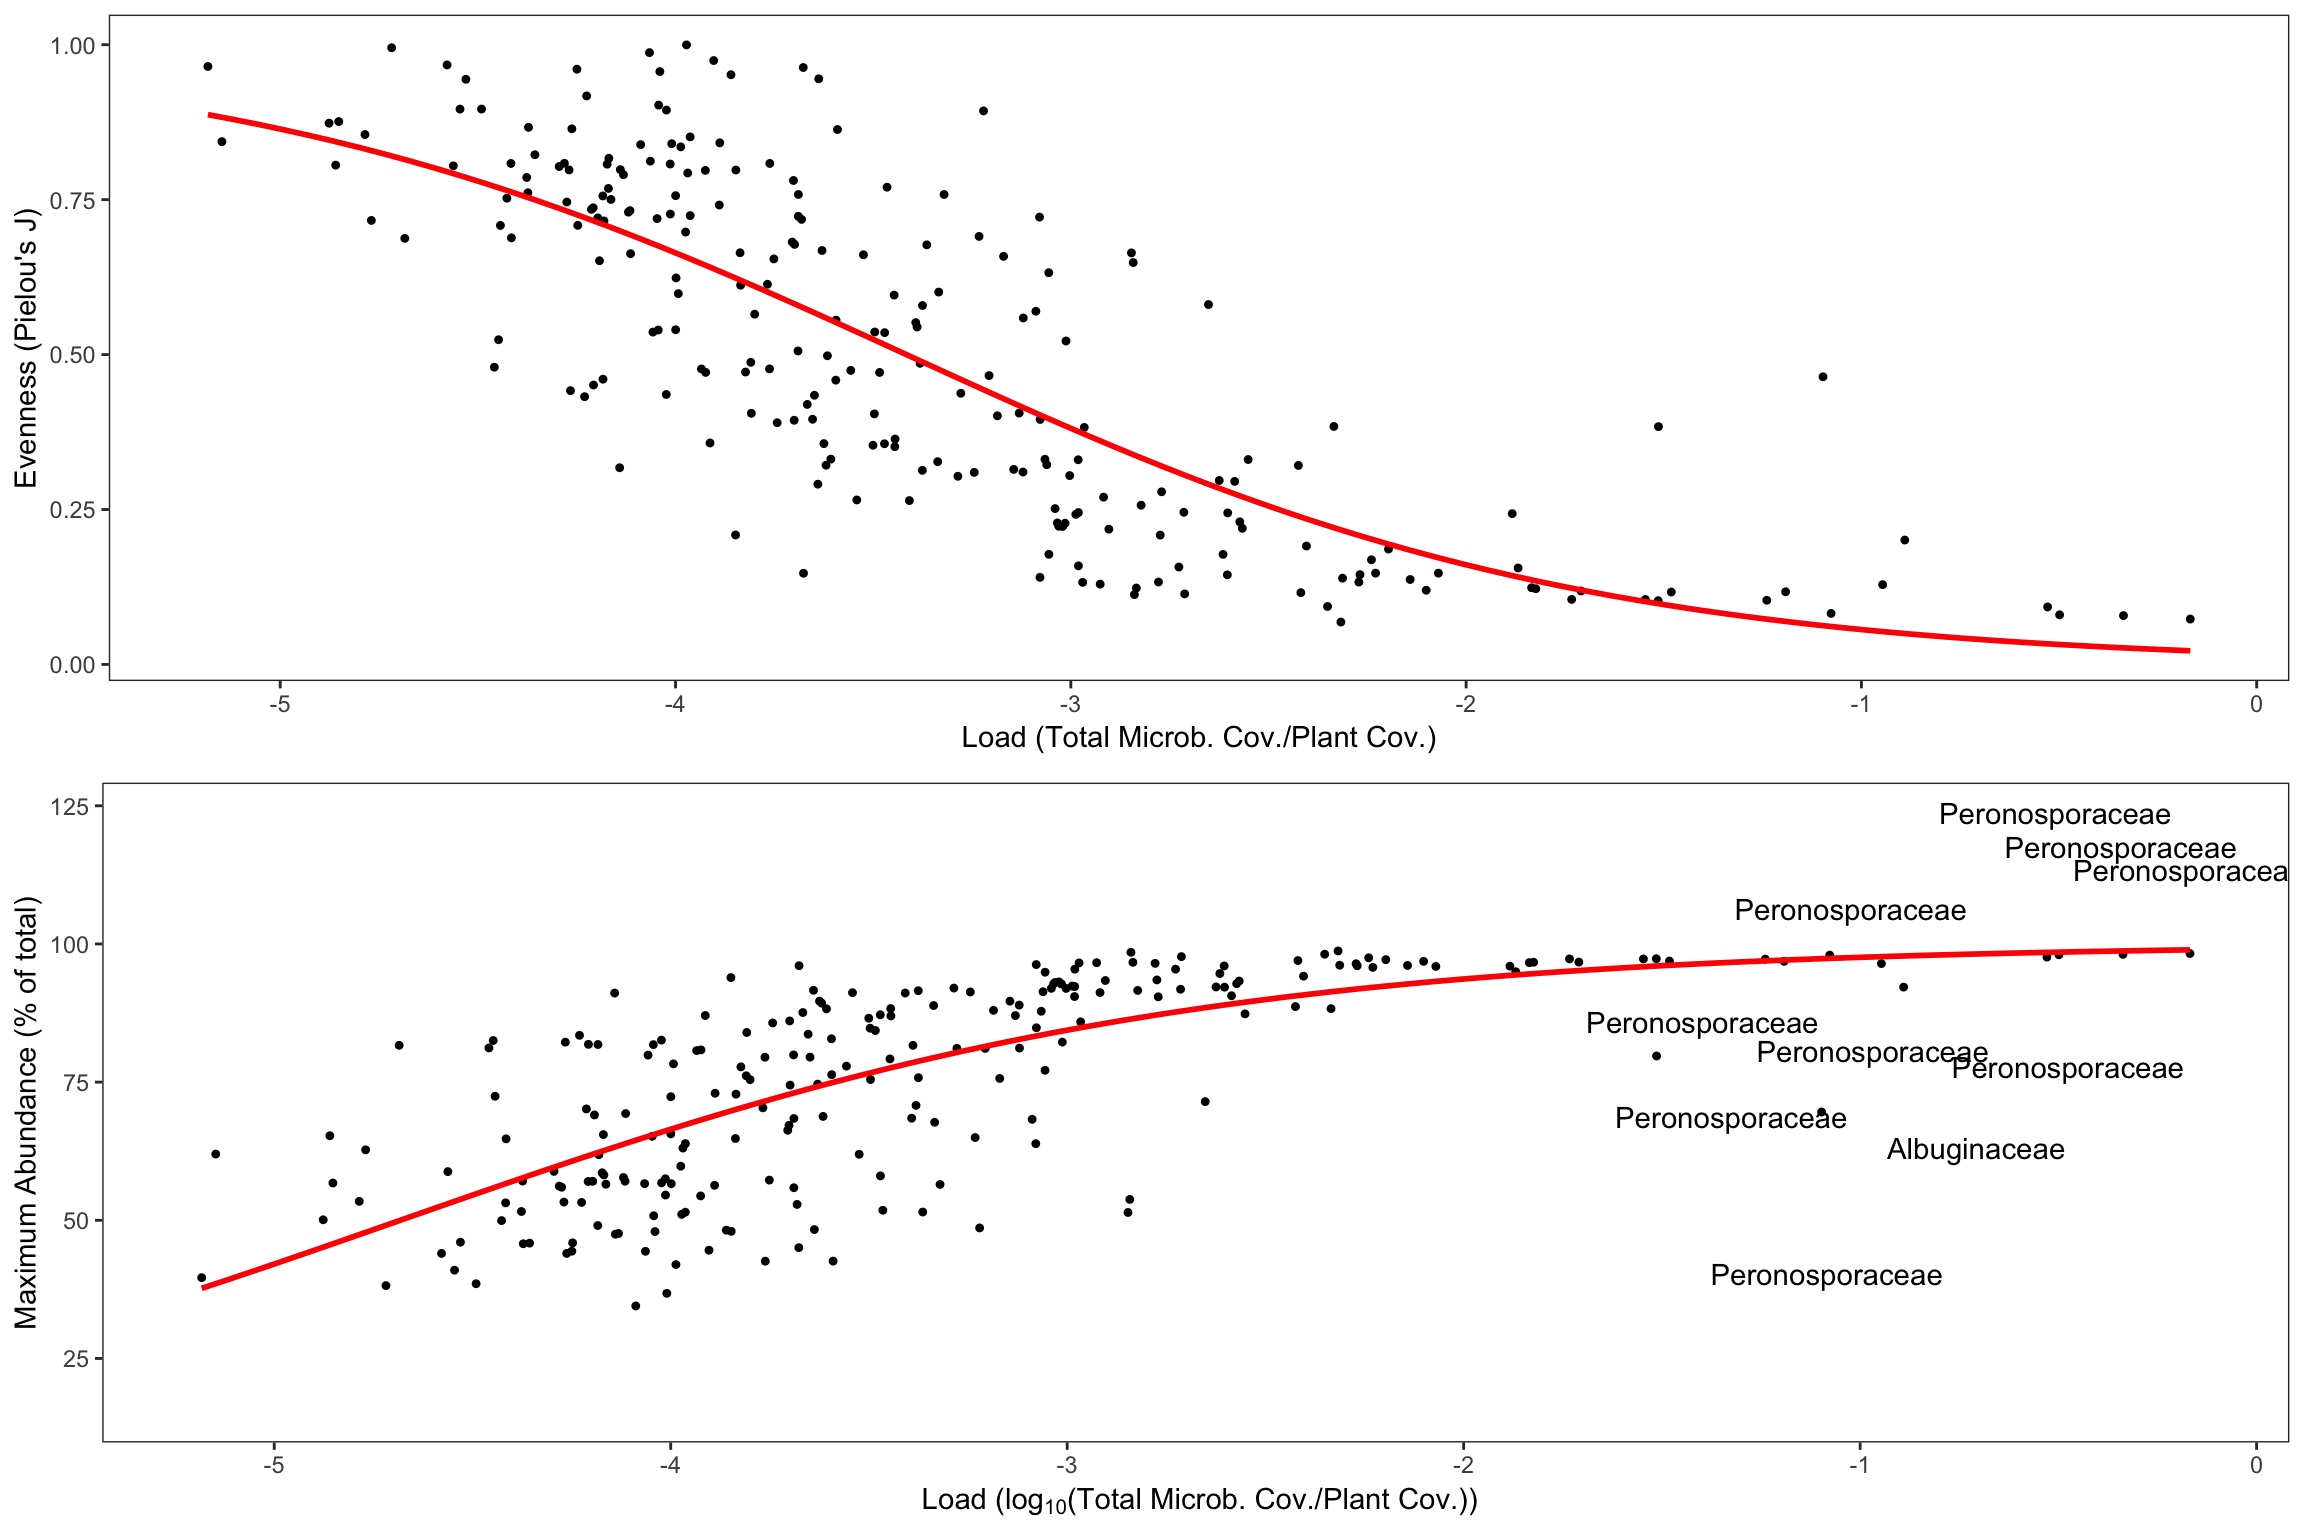 1.00
0.75
0.50
0.25
0.00
Evenness (Pielou's J)
-5 -4 -3 -2 -1 0
Load (Total Microb. Cov./Plant Cov.)
125
100
75
50
25
Maximum Abundance (% of total)
Peronosporaceae
Peronosporaceae
Peronosporacea
Peronosporaceae
Peronosporaceae
Peronosporaceae
Peronosporaceae
Peronosporaceae
Albuginaceae
Peronosporaceae
-5 -4 -3 -2 -1 0
Load (log10(Total Microb. Cov./Plant Cov.))